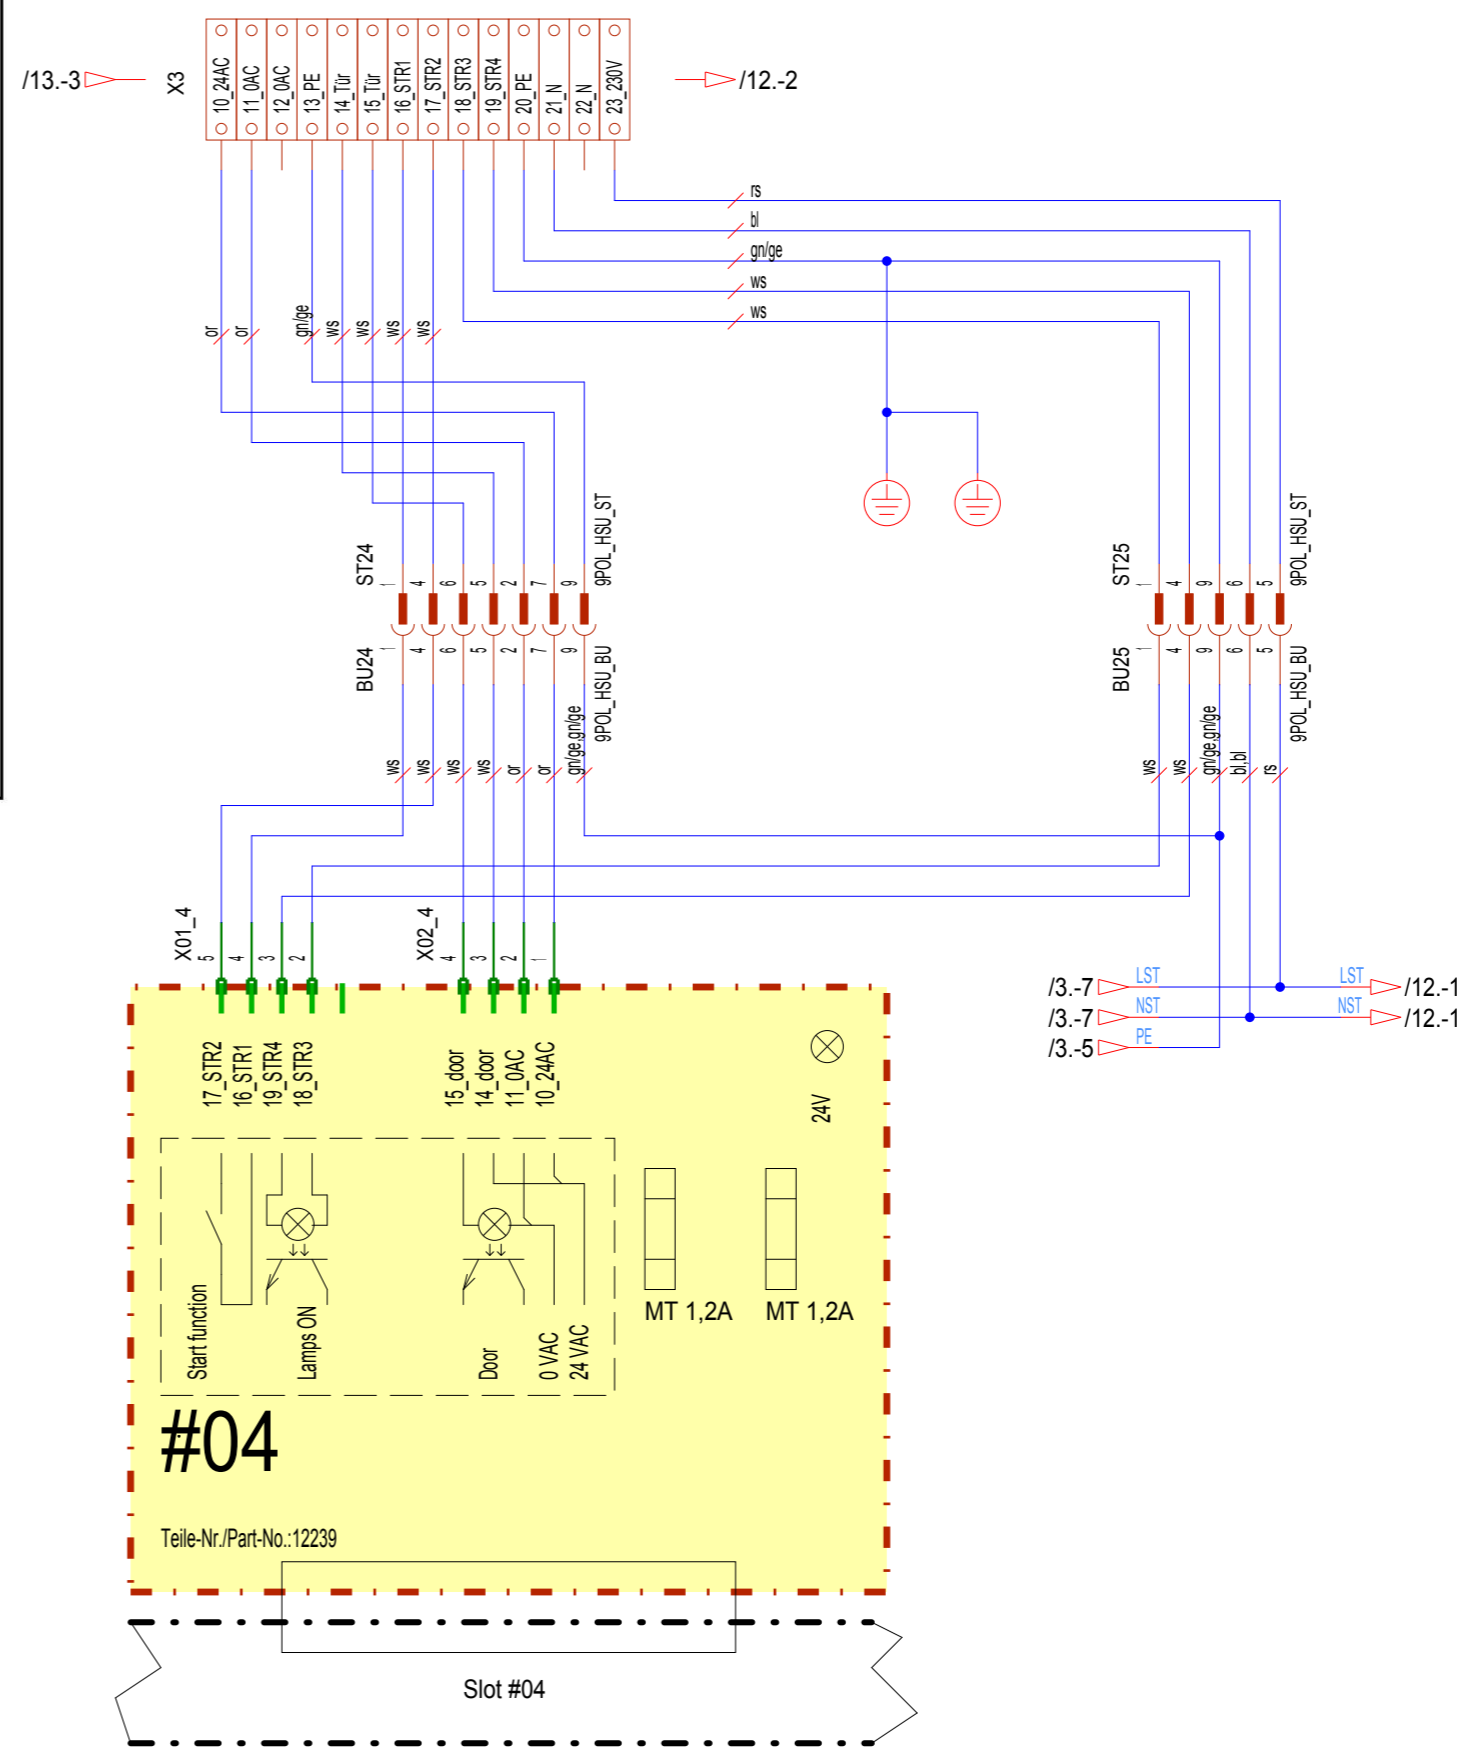 /13.-3
X3
10_24AC
11_0AC
12_0AC
13_PE
14_Tür
15_Tür
16_STR1
17_STR2
18_STR3
19_STR4
20_PE
21_N
22_N
23_230V
/12.-2
rs
bl
gn/ge
ws
ws
or
or
gn/ge
ws
ws
ws
ws
ST24
1
4
6
5
2
7
9
9POL_HSU_ST
BU24
1
4
6
5
2
7
9
9POL_HSU_BU
ST25
1
4
9
6
5
9POL_HSU_ST
BU25
1
4
9
6
5
9POL_HSU_BU
ws
ws
ws
ws
or
or
gn/ge,gn/ge
ws
ws
gn/ge,gn/ge
bl,bl
rs
X01_4
5
4
3
2
X02_4
4
3
2
1
/3.-7
LST
LST
/12.-1
/3.-7
NST
NST
/12.-1
/3.-5
PE
17_STR2
16_STR1
19_STR4
18_STR3
15_door
14_door
11_0AC
10_24AC
24V
Start function
Lamps ON
Door
0 VAC
24 VAC
MT 1,2A
MT 1,2A
#04
Teile-Nr./Part-No.:12239
Slot #04